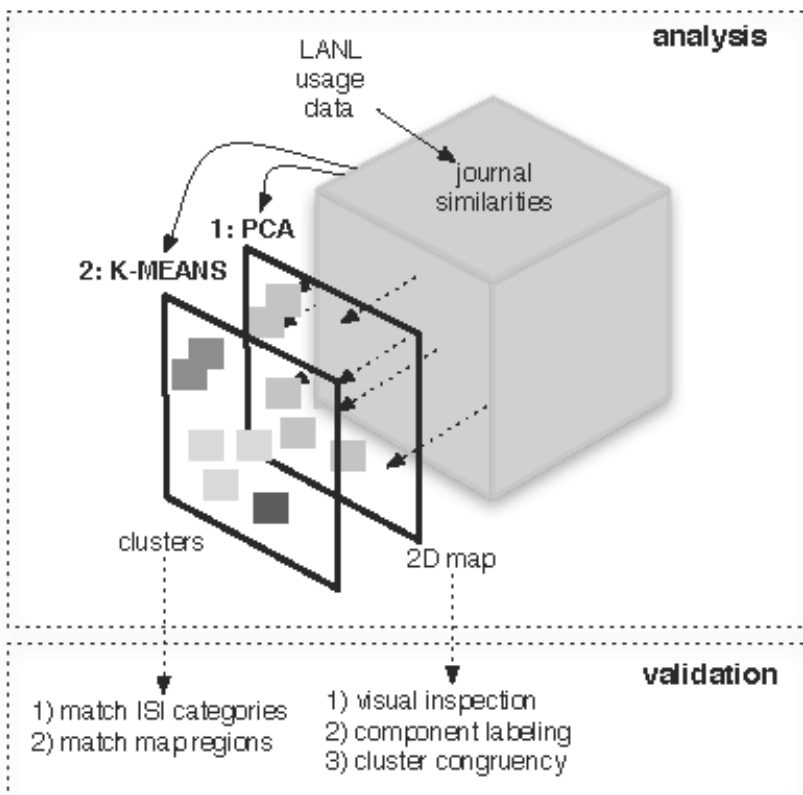 analysis
LANL
usage
data
journal
similarities
1: PCA
2: K-MEANS
clusters
2D map
validation
1) match ISI categories
2) match map regions
1) visual inspection
2) component labeling
3) cluster congruency